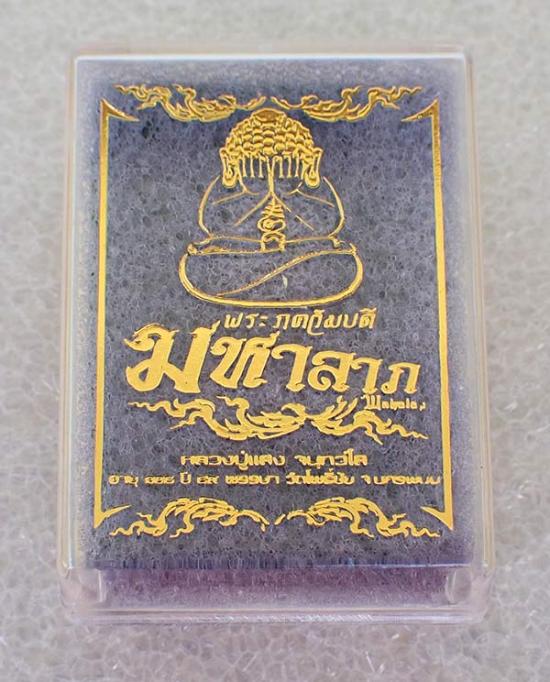 พระภควัมบดี
มหาลาภ
หลวงปู่แสง จนฺทวํโส
อายุ ๑๑๒ ปี ๕๙ พรรษา วัดโพธิ์ชัย จ.นครพนม